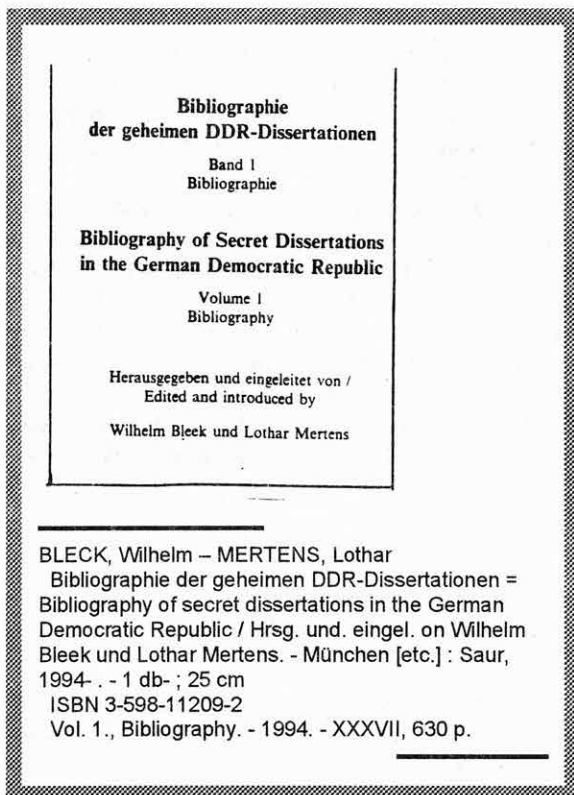 Bibliographie
der geheimen DDR-Dissertationen
Band 1
Bibliographie
Bibliography of Secret Dissertations
in the German Democratic Republic
Volume 1
Bibliography
Herausgegeben und eingeleitet von /
Edited and introduced by
Wilhelm Bleek und Lothar Mertens
BLECK, Wilhelm – MERTENS, Lothar
Bibliographie der geheimen DDR-Dissertationen =
Bibliography of secret dissertations in the German
Democratic Republic / Hrsg. und. eingel. on Wilhelm
Bleek und Lothar Mertens. - München [etc.] : Saur,
1994- . - 1 db- ; 25 cm
ISBN 3-598-11209-2
Vol. 1., Bibliography. - 1994. - XXXVII, 630 p.